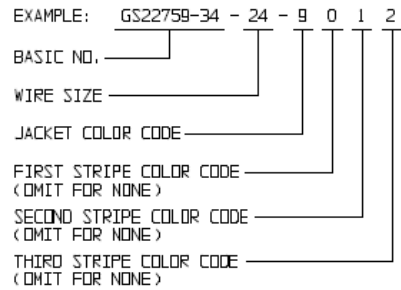 EXAMPLE: GS22759-34 - 24 - 9 0 1 2
BASIC NO.
WIRE SIZE
JACKET COLOR CODE
FIRST STRIPE COLOR CODE
(OMIT FOR NONE)
SECOND STRIPE COLOR CODE
(OMIT FOR NONE)
THIRD STRIPE COLOR CODE
(OMIT FOR NONE)